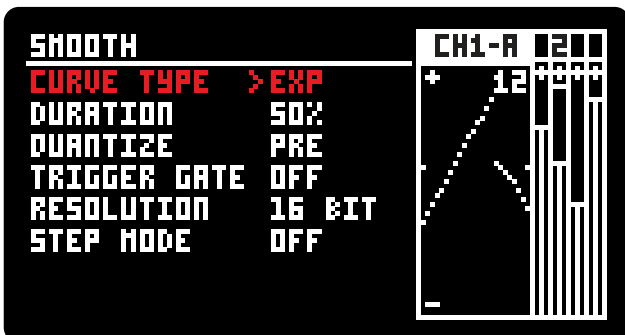 SMOOTH
CURVE TYPE >EXP
DURATION 50%
QUANTIZE PRE
TRIGGER GATE OFF
RESOLUTION 16 BIT
STEP MODE OFF
CH1-A 2
+ 12
-